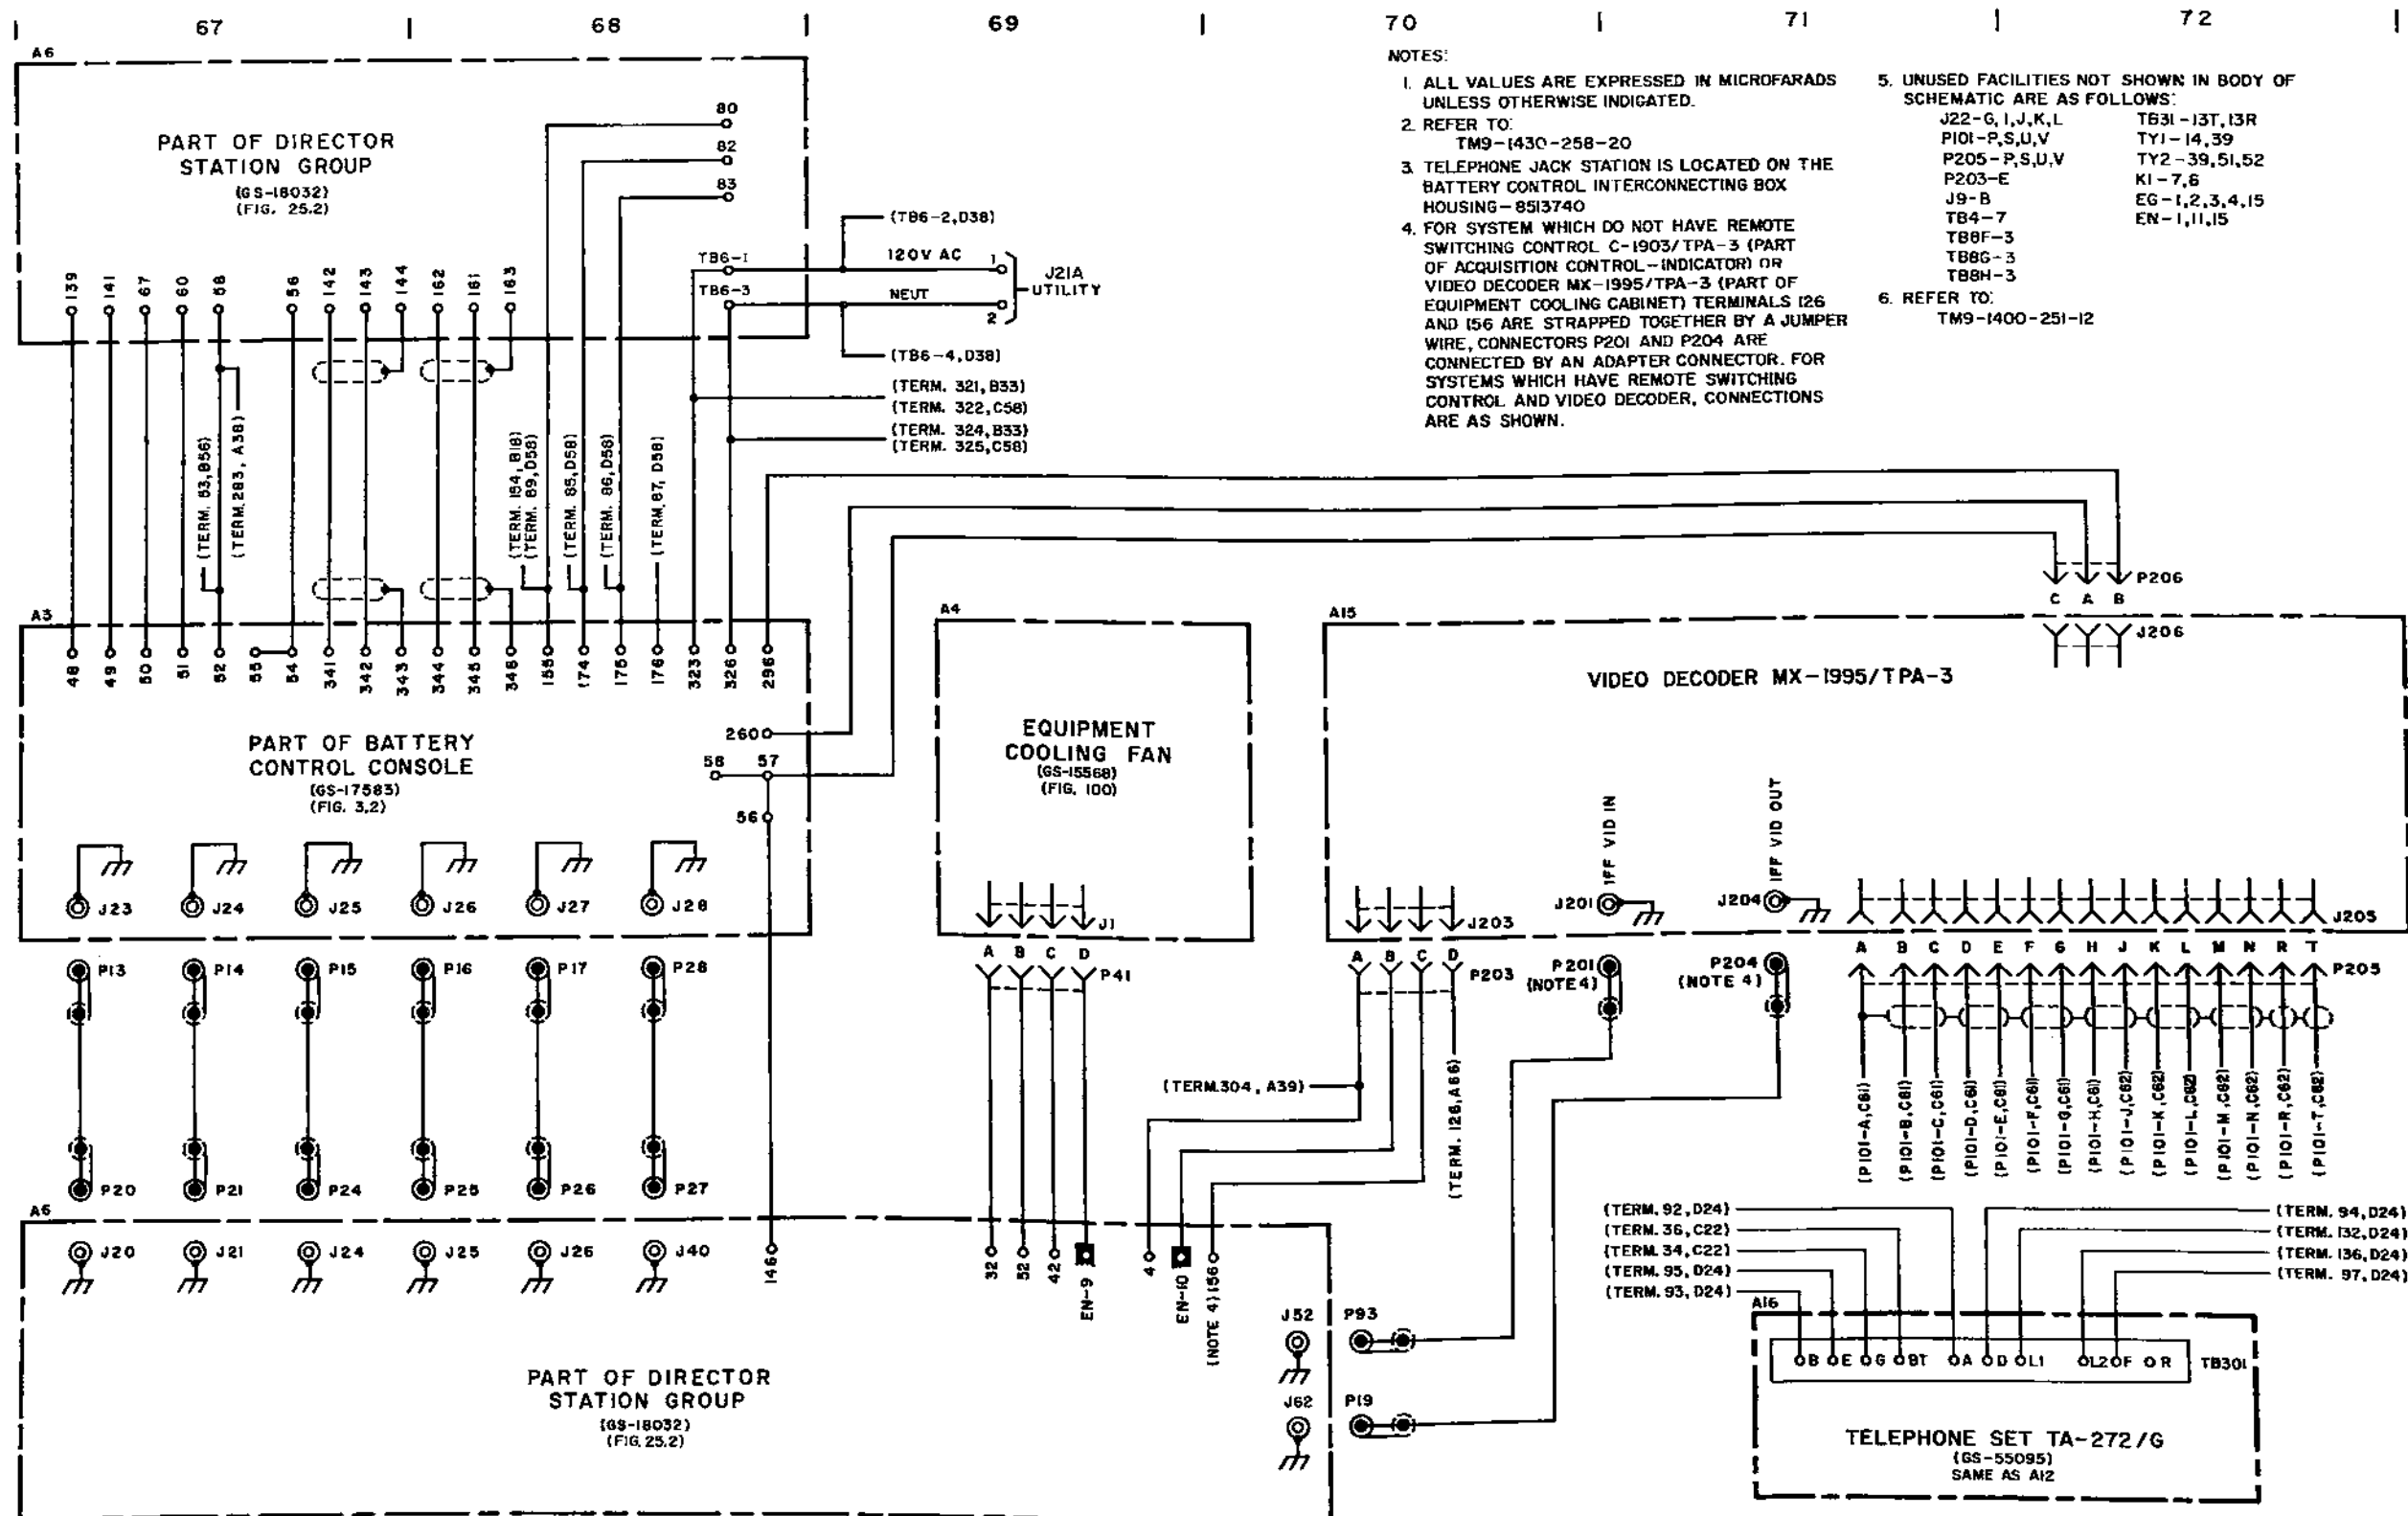 67
68
69
70
71
72
A6
PART OF DIRECTOR
STATION GROUP
(GS-18032)
(FIG. 25.2)
80
82
83
139
141
67
60
58
56
142
143
144
162
161
163
TB6-1
TB6-3
(TB6-2,D38)
120V AC
NEUT
1
2
J21A
UTILITY
(TB6-4,D38)
(TERM. 321,B33)
(TERM. 322,C58)
(TERM. 324,B33)
(TERM. 325,C58)
NOTES:
1. ALL VALUES ARE EXPRESSED IN MICROFARADS
UNLESS OTHERWISE INDICATED.
2. REFER TO:
TM9-1430-258-20
3. TELEPHONE JACK STATION IS LOCATED ON THE
BATTERY CONTROL INTERCONNECTING BOX
HOUSING-8513740
4. FOR SYSTEM WHICH DO NOT HAVE REMOTE
SWITCHING CONTROL C-1903/TPA-3 (PART
OF ACQUISITION CONTROL-INDICATOR) OR
VIDEO DECODER MX-1995/TPA-3 (PART OF
EQUIPMENT COOLING CABINET) TERMINALS 126
AND 156 ARE STRAPPED TOGETHER BY A JUMPER
WIRE, CONNECTORS P201 AND P204 ARE
CONNECTED BY AN ADAPTER CONNECTOR. FOR
SYSTEMS WHICH HAVE REMOTE SWITCHING
CONTROL AND VIDEO DECODER, CONNECTIONS
ARE AS SHOWN.
5. UNUSED FACILITIES NOT SHOWN IN BODY OF
SCHEMATIC ARE AS FOLLOWS:
J22-G,I,J,K,L
P101-P,S,U,V
P205-P,S,U,V
P203-E
J9-B
TB4-7
TB8F-3
TB8G-3
TB8H-3
TB31-13T,13R
TY1-14,39
TY2-39,51,52
K1-7,8
EG-1,2,3,4,15
EN-1,11,15
6. REFER TO:
TM9-1400-251-12
(TERM. 83,B56)
(TERM. 283, A38)
(TERM. 154, B18)
(TERM. 89,D58)
(TERM. 85,D58)
(TERM. 86,D58)
(TERM. 87, D58)
A3
48
49
50
51
52
55
54
341
342
343
344
345
346
155
174
175
176
323
326
296
PART OF BATTERY
CONTROL CONSOLE
(GS-17583)
(FIG. 3.2)
260
58
57
56
J23
J24
J25
J26
J27
J28
P13
P14
P15
P16
P17
P28
P20
P21
P24
P25
P26
P27
A4
EQUIPMENT
COOLING FAN
(GS-15568)
(FIG. 100)
J1
A B C D
P41
A15
VIDEO DECODER MX-1995/TPA-3
P206
C A B
J206
J203
A B C D
P203
J201
IFF VID IN
J204
IFF VID OUT
P201
(NOTE 4)
P204
(NOTE 4)
J205
A B C D E F G H J K L M N R T
P205
(P101-A,C61)
(P101-B,C61)
(P101-C,C61)
(P101-D,C61)
(P101-E,C61)
(P101-F,C61)
(P101-G,C61)
(P101-H,C61)
(P101-J,C62)
(P101-K,C62)
(P101-L,C62)
(P101-M,C62)
(P101-N,C62)
(P101-R,C62)
(P101-T,C62)
(TERM.304, A39)
(TERM. 126,A66)
A6
J20
J21
J24
J25
J26
J40
146
32
52
42
EN-9
4
EN-10
(NOTE 4) 156
J52
P93
J62
P19
PART OF DIRECTOR
STATION GROUP
(GS-18032)
(FIG.25.2)
(TERM. 92,D24)
(TERM. 36,C22)
(TERM. 34,C22)
(TERM. 95,D24)
(TERM. 93,D24)
(TERM. 94,D24)
(TERM. 132,D24)
(TERM. 136,D24)
(TERM. 97,D24)
A16
B E G BT A D L1 L2 F R
TB301
TELEPHONE SET TA-272/G
(GS-55095)
SAME AS A12